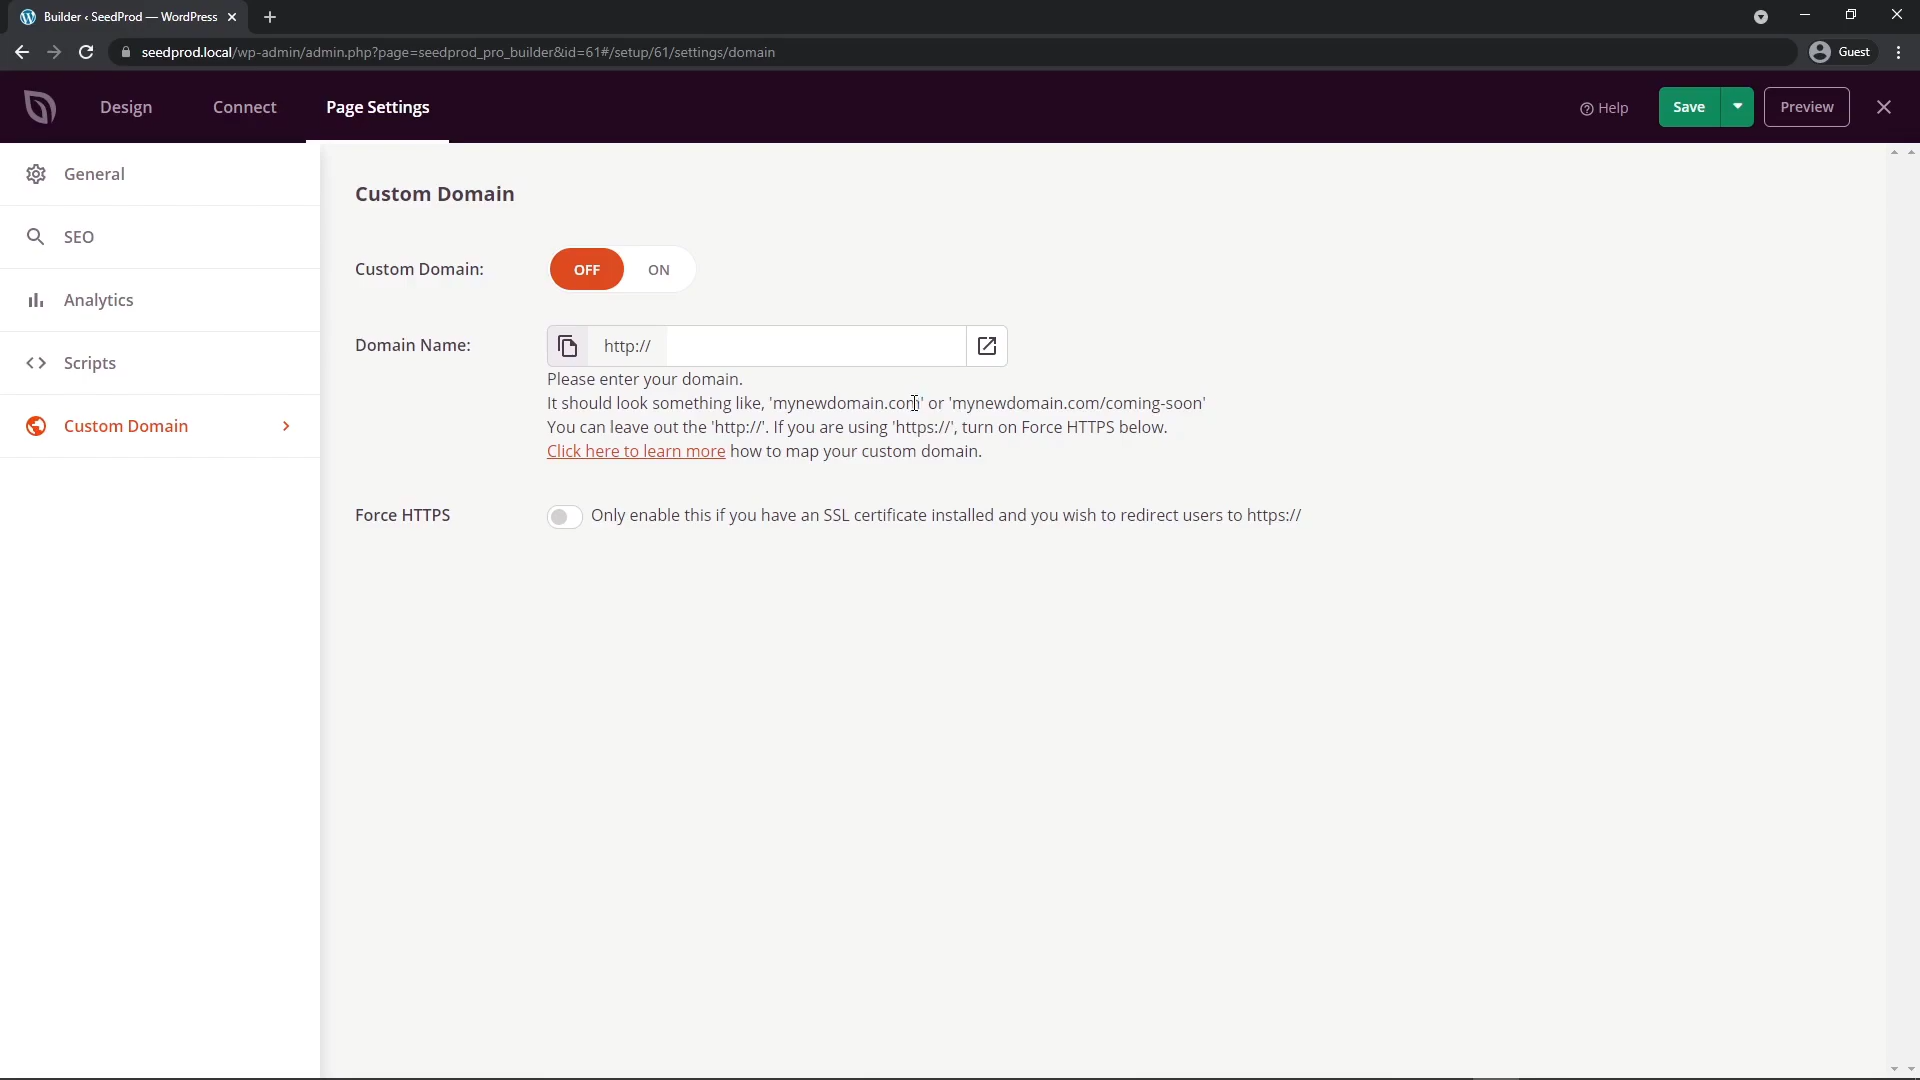 Builder ‹ SeedProd — WordPress
seedprod.local/wp-admin/admin.php?page=seedprod_pro_builder&id=61#/setup/61/settings/domain
Guest
Design
Connect
Page Settings
Help
Save
Preview
General
SEO
Analytics
Scripts
Custom Domain
Custom Domain
Custom Domain:
OFF
ON
Domain Name:
http://
Please enter your domain.
It should look something like, 'mynewdomain.com' or 'mynewdomain.com/coming-soon'
You can leave out the 'http://'. If you are using 'https://', turn on Force HTTPS below.
Click here to learn more how to map your custom domain.
Force HTTPS
Only enable this if you have an SSL certificate installed and you wish to redirect users to https://